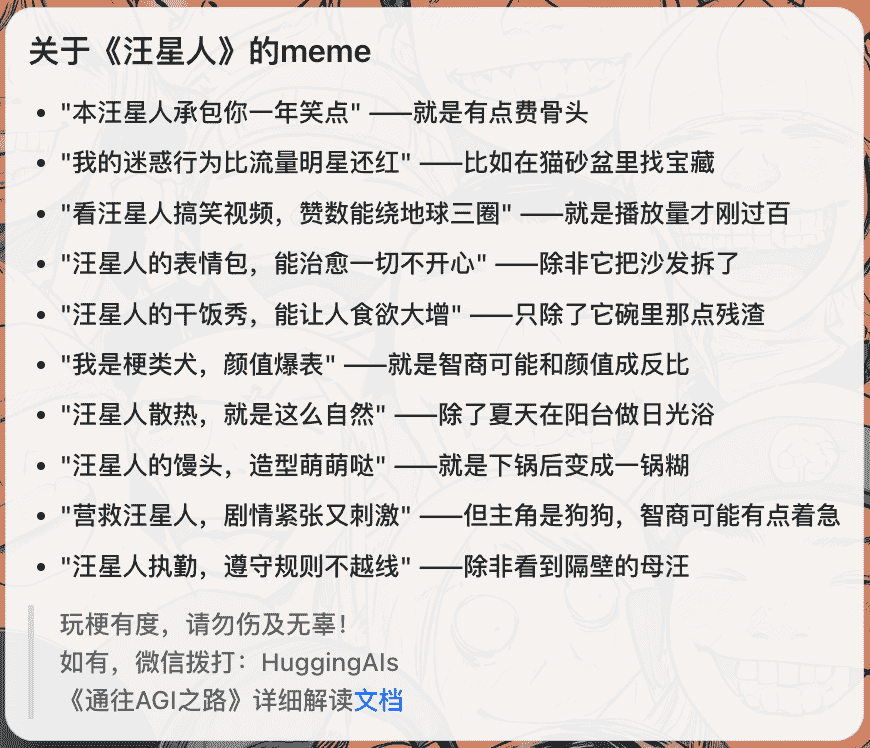 关于《汪星人》的meme
• "本汪星人承包你一年笑点" ——就是有点费骨头
• "我的迷惑行为比流量明星还红" ——比如在猫砂盆里找宝藏
• "看汪星人搞笑视频，赞数能绕地球三圈" ——就是播放量才刚过百
• "汪星人的表情包，能治愈一切不开心" ——除非它把沙发拆了
• "汪星人的干饭秀，能让人食欲大增" ——只除了它碗里那点残渣
• "我是梗类犬，颜值爆表" ——就是智商可能和颜值成反比
• "汪星人散热，就是这么自然" ——除了夏天在阳台做日光浴
• "汪星人的馒头，造型萌萌哒" ——就是下锅后变成一锅糊
• "营救汪星人，剧情紧张又刺激" ——但主角是狗狗，智商可能有点着急
• "汪星人执勤，遵守规则不越线" ——除非看到隔壁的母汪
玩梗有度，请勿伤及无辜！
如有，微信拨打：HuggingAIs
《通往AGI之路》详细解读文档